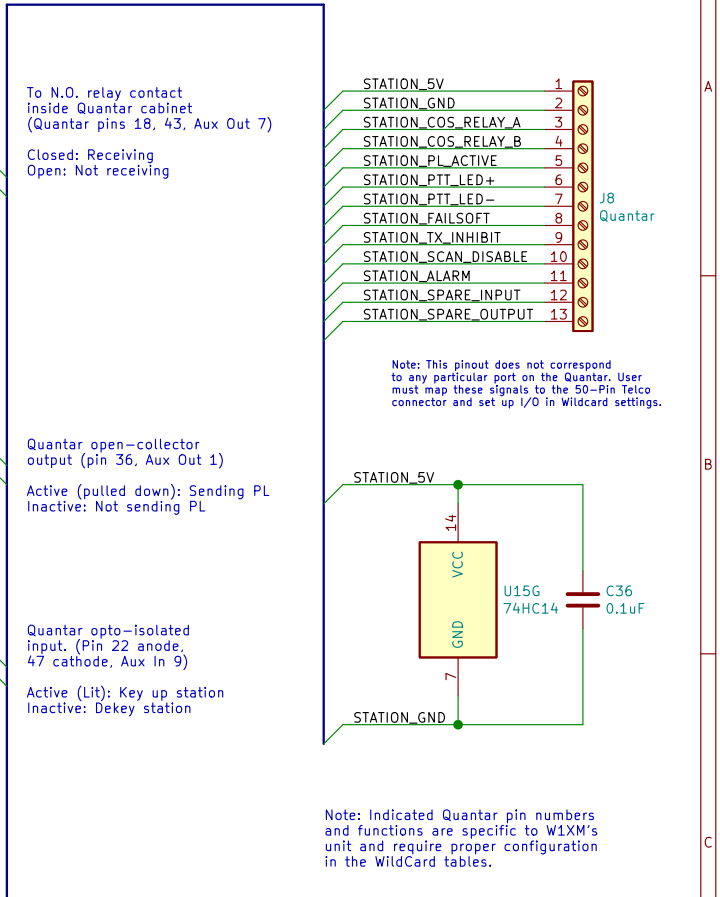 To N.O. relay contact
inside Quantar cabinet
(Quantar pins 18, 43, Aux Out 7)
Closed: Receiving
Open: Not receiving
STATION_5V 1
STATION_GND 2
STATION_COS_RELAY_A 3
STATION_COS_RELAY_B 4
STATION_PL_ACTIVE 5
STATION_PTT_LED+ 6
STATION_PTT_LED- 7
STATION_FAILSOFT 8
STATION_TX_INHIBIT 9
STATION_SCAN_DISABLE 10
STATION_ALARM 11
STATION_SPARE_INPUT 12
STATION_SPARE_OUTPUT 13
J8
Quantar
A
Note: This pinout does not correspond
to any particular port on the Quantar. User
must map these signals to the 50-Pin Telco
connector and set up I/O in Wildcard settings.
Quantar open-collector
output (pin 36, Aux Out 1)
Active (pulled down): Sending PL
Inactive: Not sending PL
STATION_5V
B
14
VCC
GND
7
U15G
74HC14
C36
0.1uF
Quantar opto-isolated
input. (Pin 22 anode,
47 cathode, Aux In 9)
Active (Lit): Key up station
Inactive: Dekey station
STATION_GND
Note: Indicated Quantar pin numbers
and functions are specific to W1XM's
unit and require proper configuration
in the WildCard tables.
C